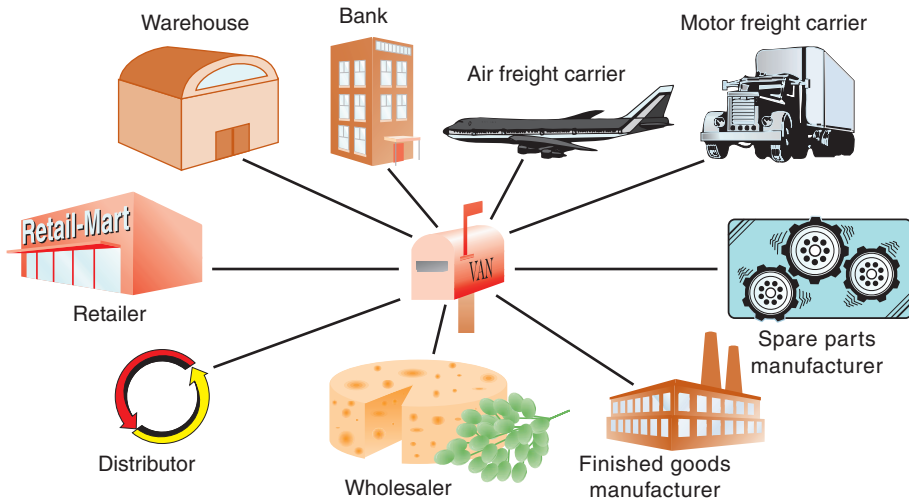 Warehouse
Bank
Motor freight carrier
Air freight carrier
Retail-Mart
VAN
Retailer
Spare parts
manufacturer
Distributor
Wholesaler
Finished goods
manufacturer